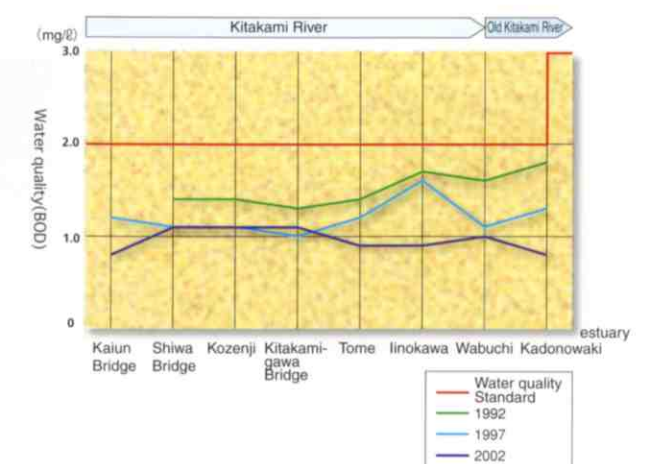 Kitakami River
Old Kitakami River
(mg/ℓ)
3.0
2.0
1.0
0
Water quality(BOD)
estuary
Kaiun Bridge
Shiwa Bridge
Kozenji
Kitakami-
gawa
Bridge
Tome
Iinokawa
Wabuchi
Kadonowaki
Water quality
Standard
1992
1997
2002